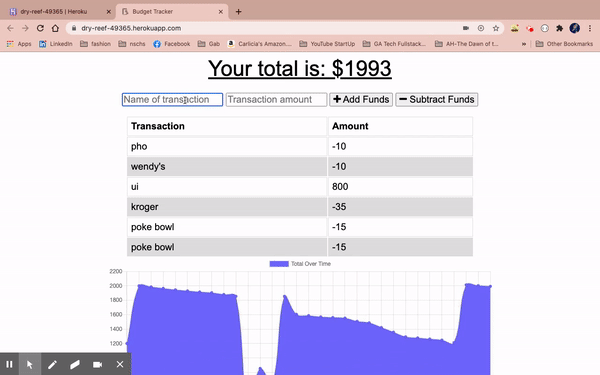 dry-reef-49365 | Heroku
Budget Tracker
dry-reef-49365.herokuapp.com
Apps
LinkedIn
fashion
nschs
Facebook
Gab
Carlicia's Amazon....
YouTube StartUp
GA Tech Fullstack...
AH-The Dawn of t...
Other Bookmarks
Your total is: $1993
Name of transaction
Transaction amount
Add Funds
Subtract Funds
Transaction Amount
pho -10
wendy's -10
ui 800
kroger -35
poke bowl -15
poke bowl -15
Total Over Time
2200
2000
1800
1600
1400
1200